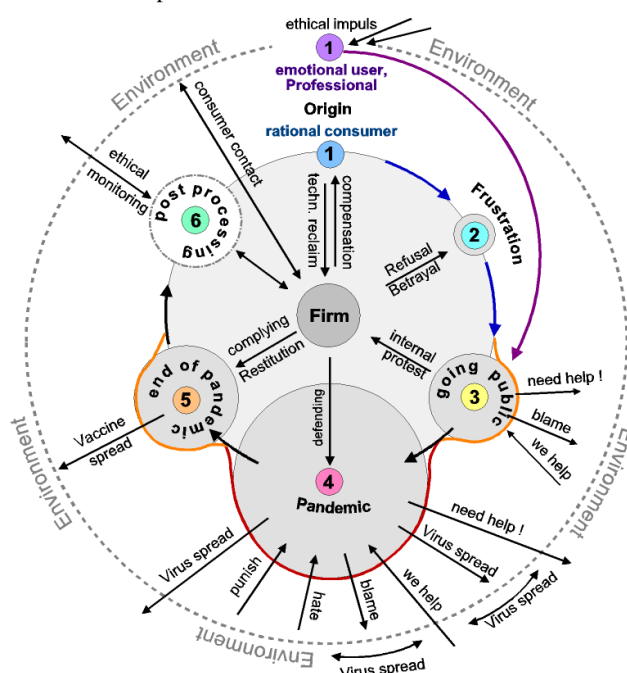 ethical impuls
1
emotional user,
Professional
Origin
rational consumer
1
Environment
Environment
consumer contact
ethical
monitoring
post processing
6
techn. reclaim
compensation
Frustration
2
Refusal
Betrayal
Firm
complying
Restitution
internal
protest
defending
end of pandemic
5
going public
3
need help !
blame
we help
Vaccine
spread
4
Pandemic
Environment
Environment
Virus spread
punish
hate
blame
we help
need help !
Virus spread
Virus spread
Environment
Virus spread